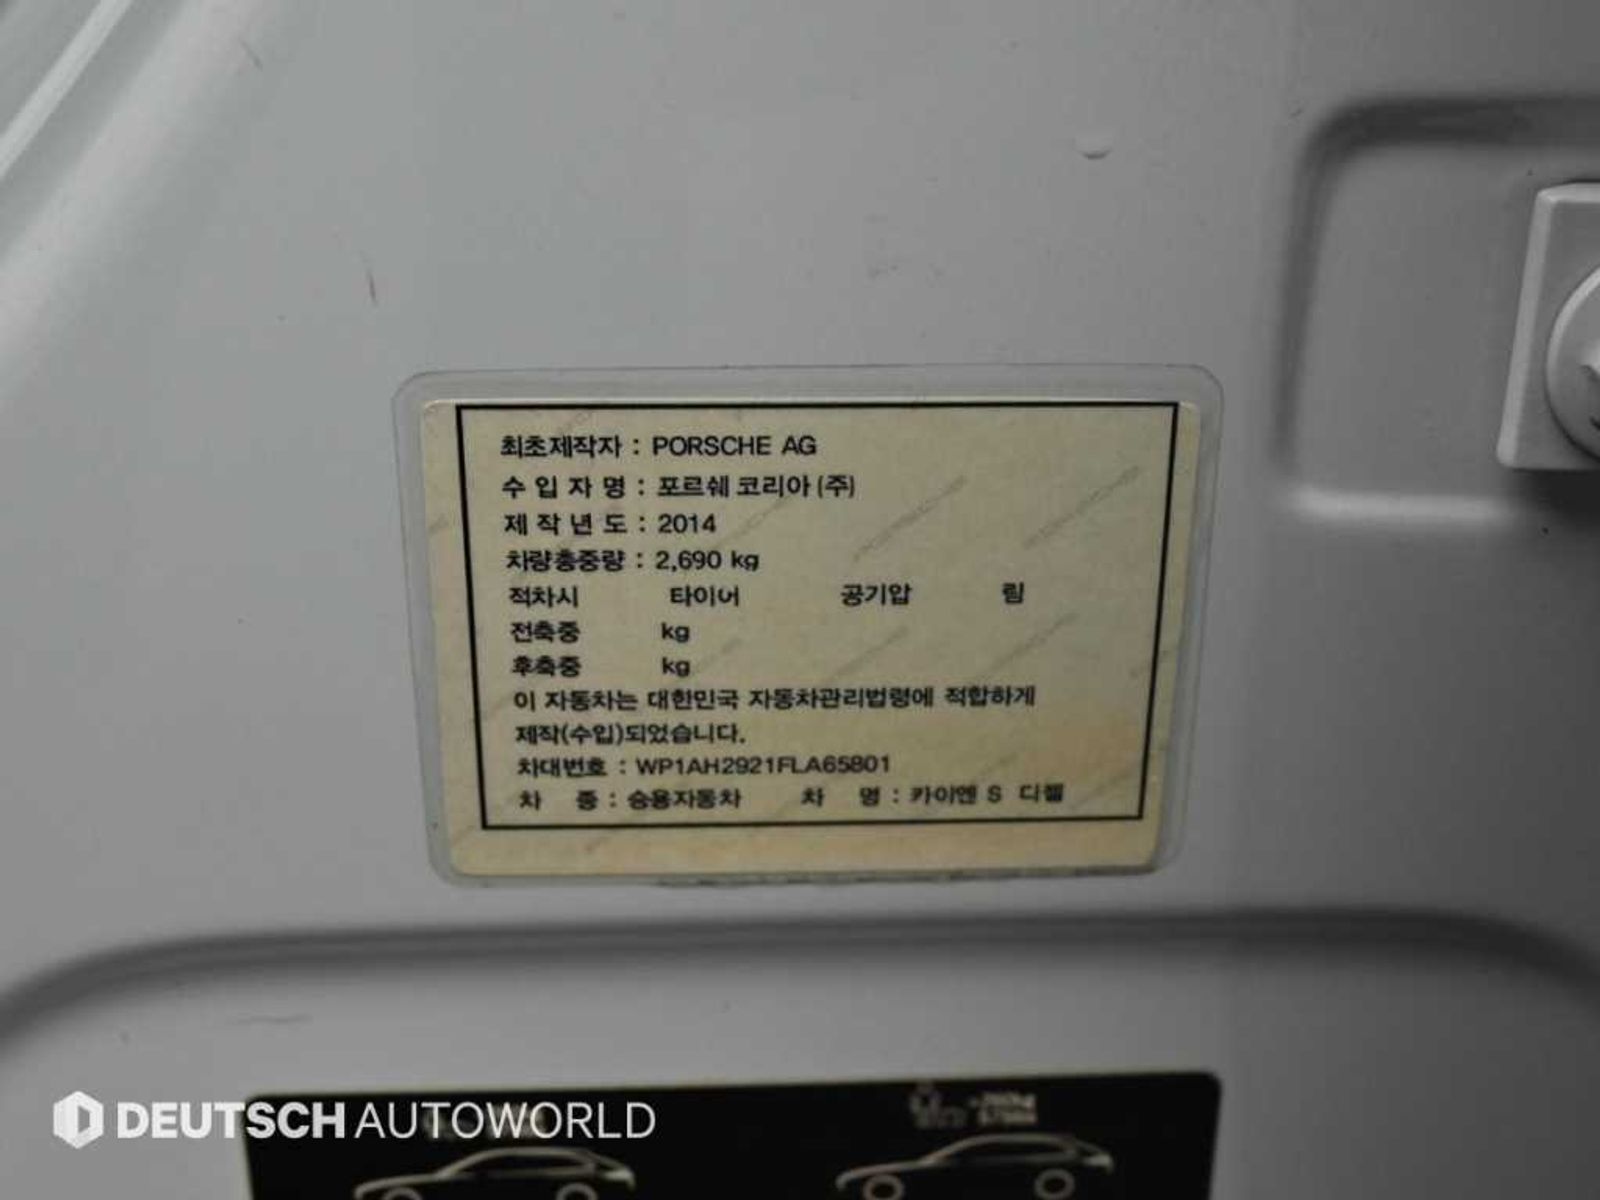 최초제작자 : PORSCHE AG
수 입 자 명 : 포르쉐 코리아 (주)
제 작 년 도 : 2014
차량총중량 : 2,690 kg
적차시 타이어 공기압 림
전축중 kg
후축중 kg
이 자동차는 대한민국 자동차관리법령에 적합하게
제작(수입)되었습니다.
차대번호 : WP1AH2921FLA65801
차 종 : 승용자동차 차 명 : 카이엔 S 디젤
DEUTSCH AUTOWORLD